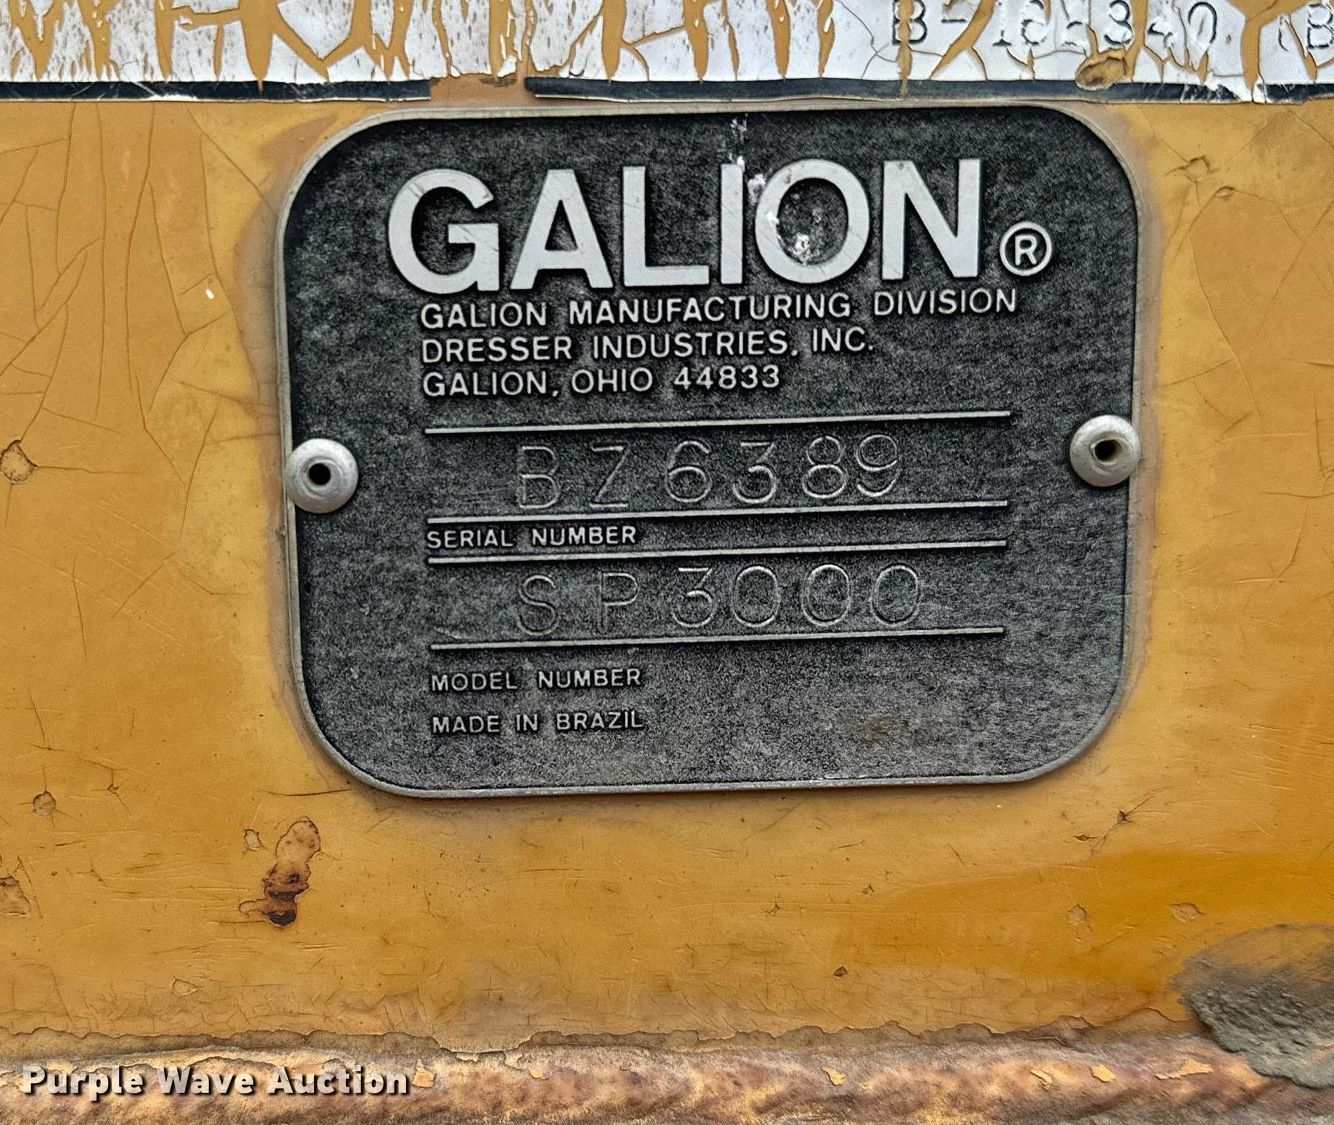 GALION®
GALION MANUFACTURING DIVISION
DRESSER INDUSTRIES, INC.
GALION, OHIO 44833
BZ6389
SERIAL NUMBER
SP3000
MODEL NUMBER
MADE IN BRAZIL
Purple Wave Auction